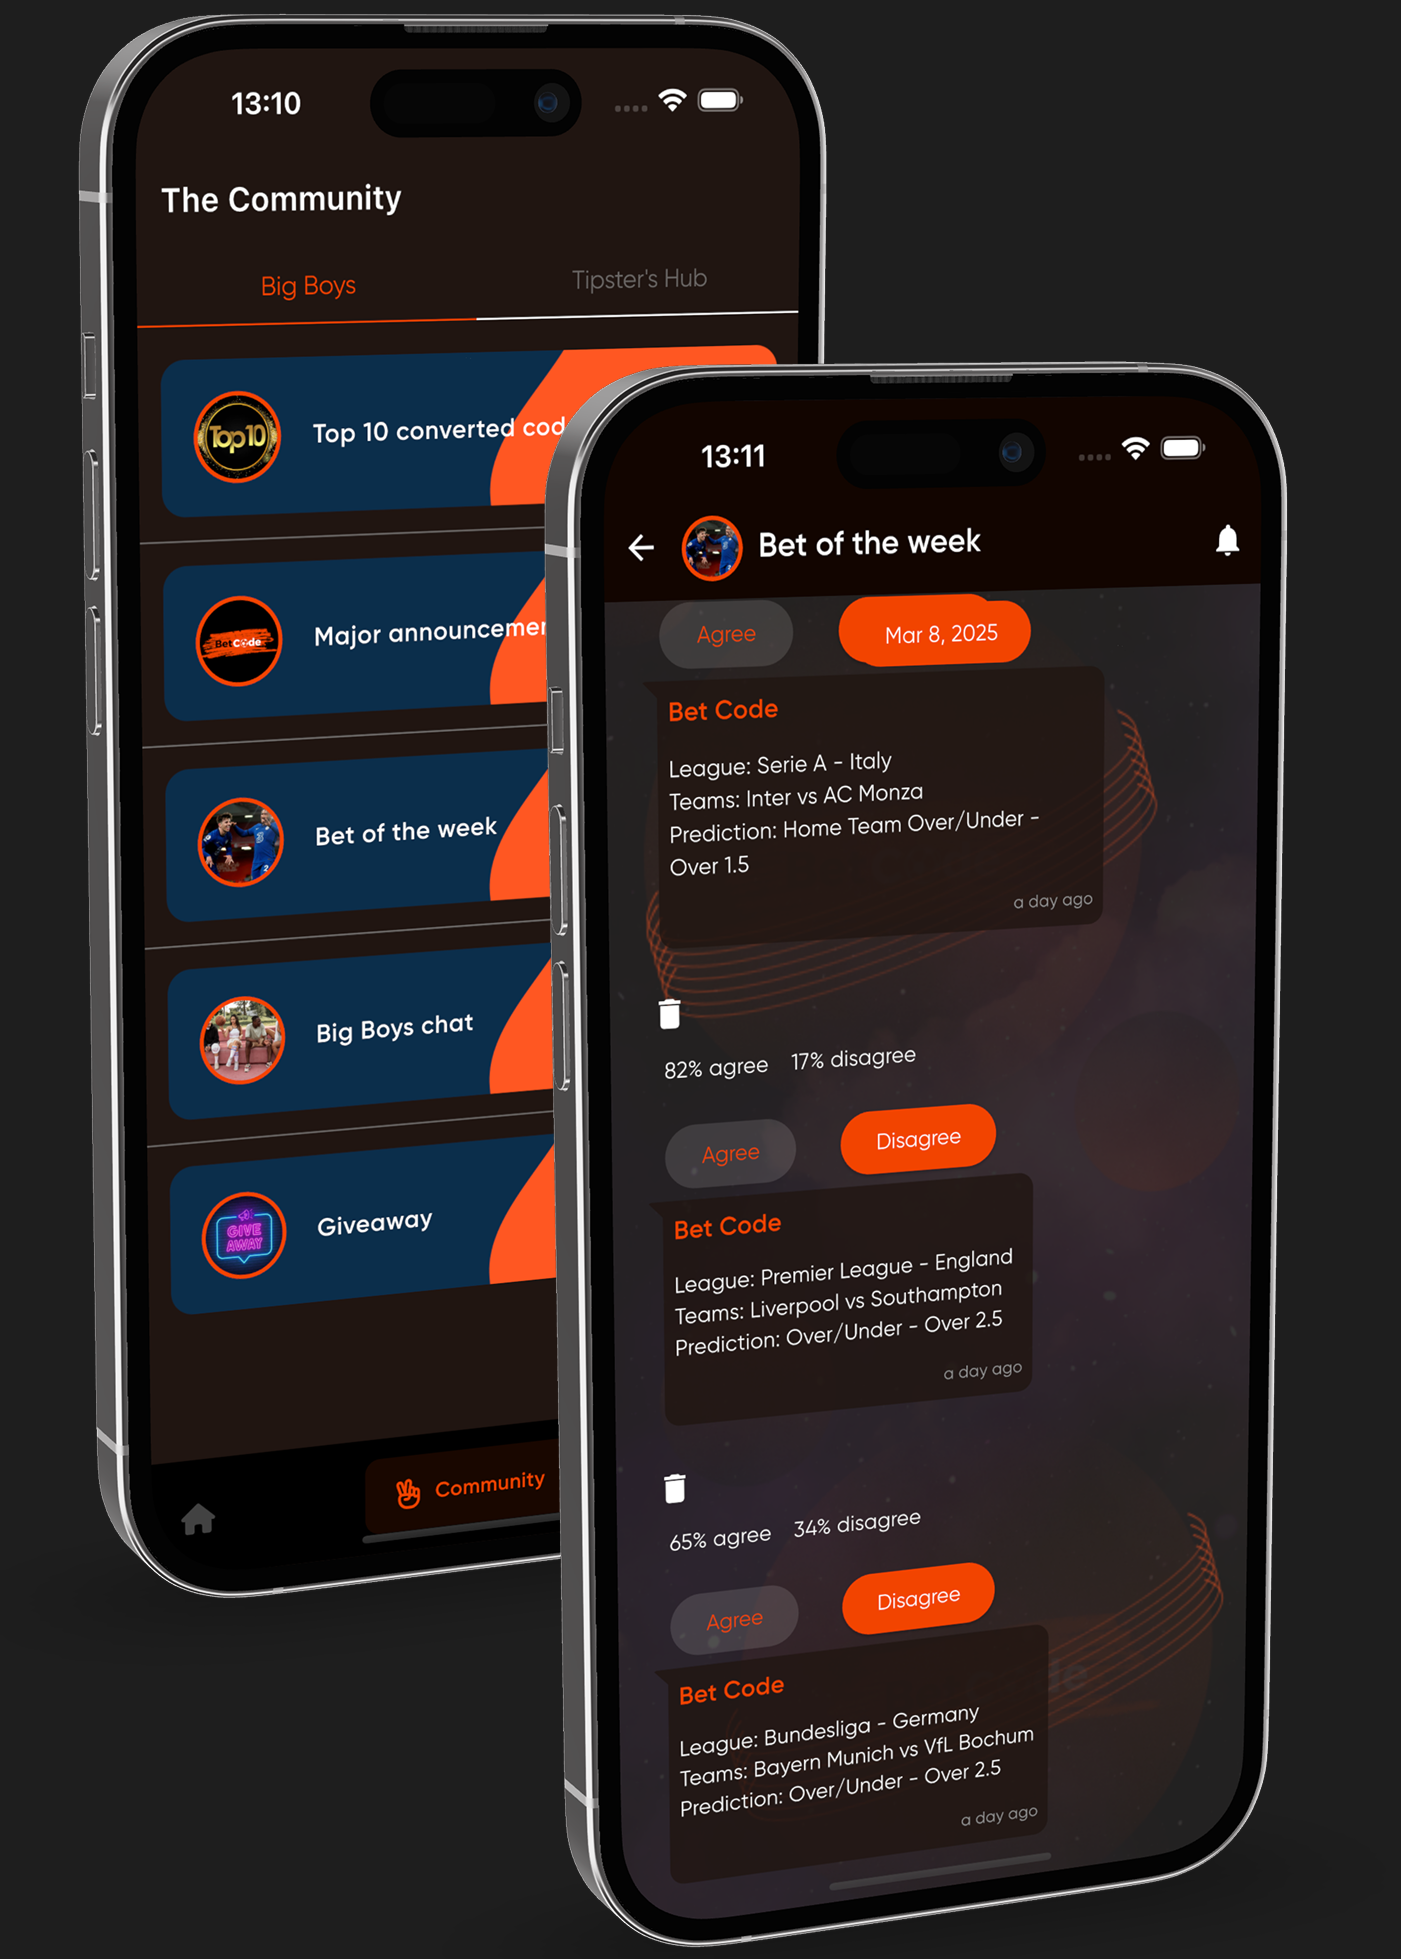 13:10
The Community
Big Boys
Tipster's Hub
Top10
Top 10 converted cod
BetCode
Major announcemen
Bet of the week
Big Boys chat
GIVE
AWAY
Giveaway
Community
13:11
Bet of the week
Agree
Mar 8, 2025
Bet Code
League: Serie A - Italy
Teams: Inter vs AC Monza
Prediction: Home Team Over/Under -
Over 1.5
a day ago
82% agree 17% disagree
Agree
Disagree
Bet Code
League: Premier League - England
Teams: Liverpool vs Southampton
Prediction: Over/Under - Over 2.5
a day ago
65% agree 34% disagree
Agree
Disagree
Bet Code
League: Bundesliga - Germany
Teams: Bayern Munich vs VfL Bochum
Prediction: Over/Under - Over 2.5
a day ago